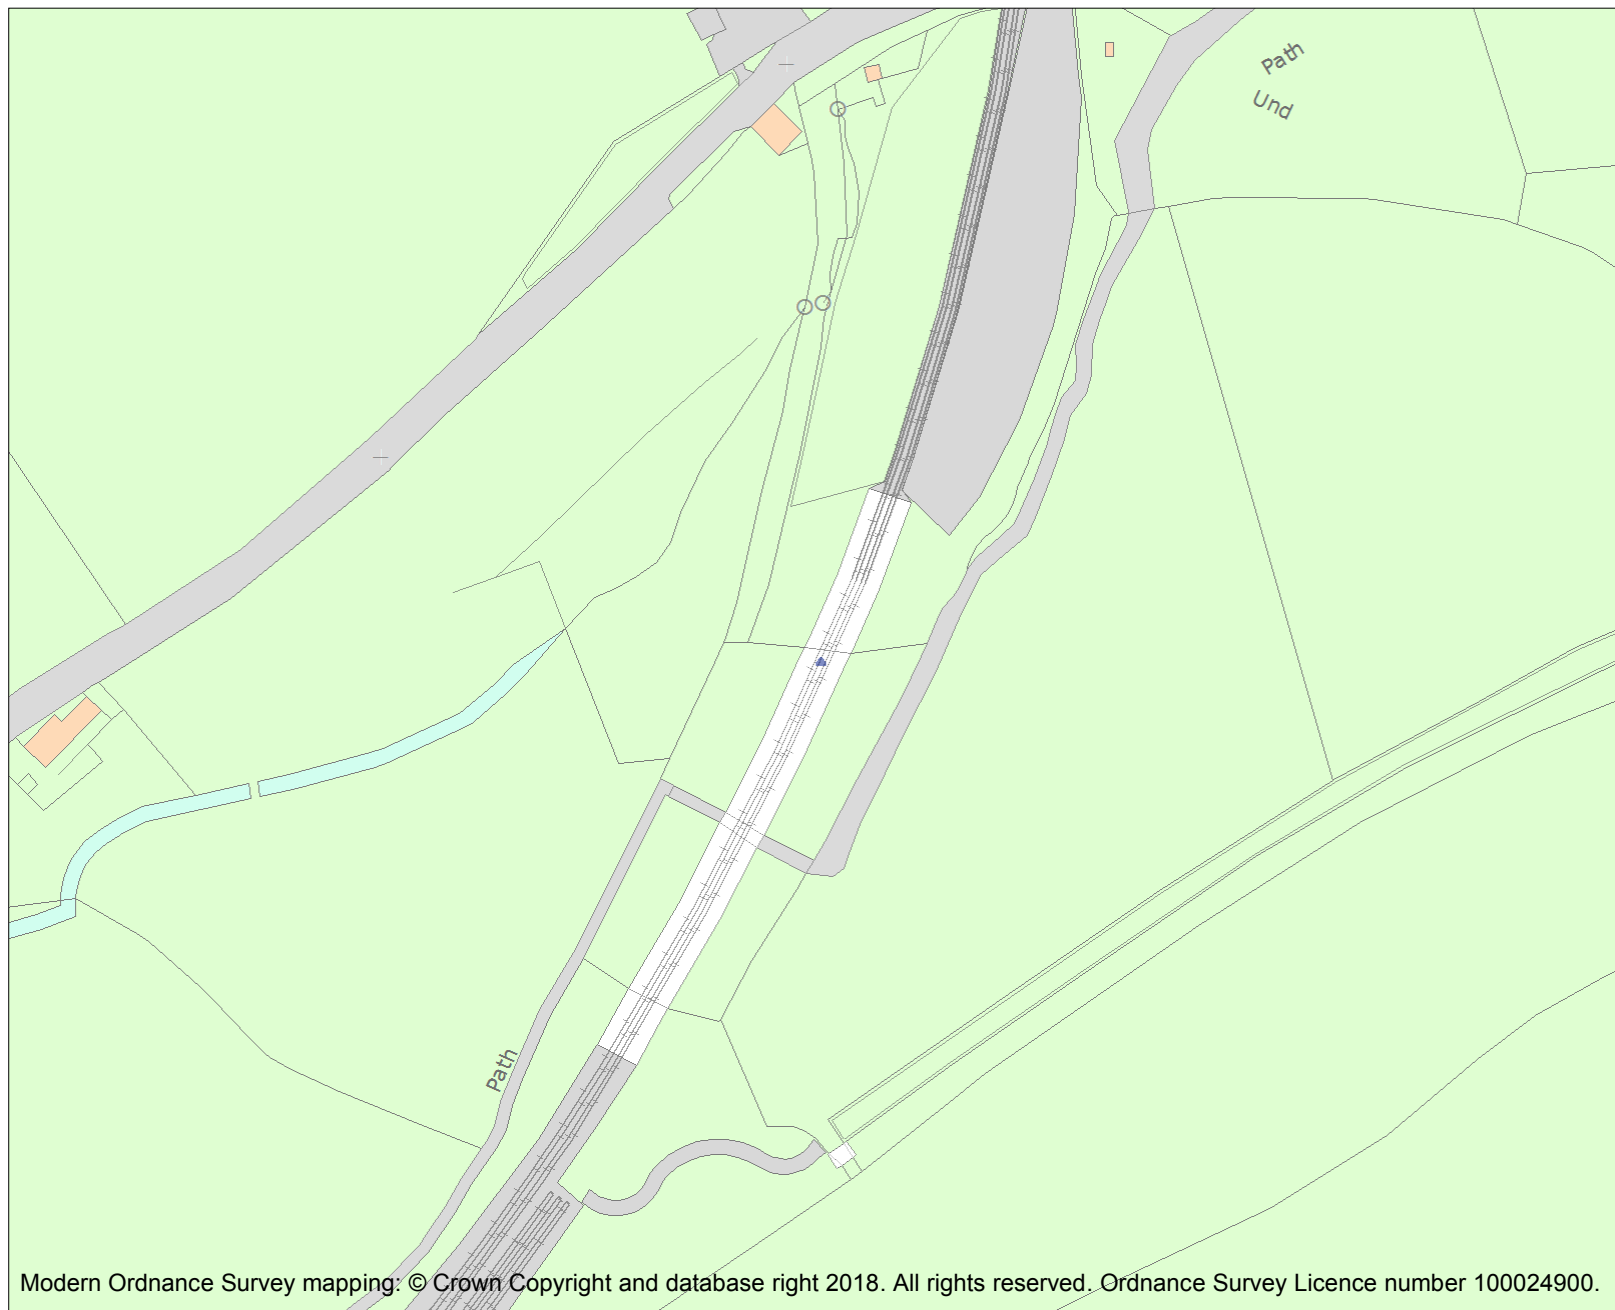 Path
Und
Path
Modern Ordnance Survey mapping: © Crown Copyright and database right 2018. All rights reserved. Ordnance Survey Licence number 100024900.